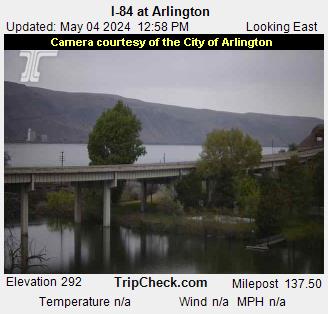 I-84 at Arlington
Updated: May 04 2024 12:58 PM Looking East
Camera courtesy of the City of Arlington
Elevation 292 TripCheck.com Milepost 137.50
Temperature n/a Wind n/a MPH n/a